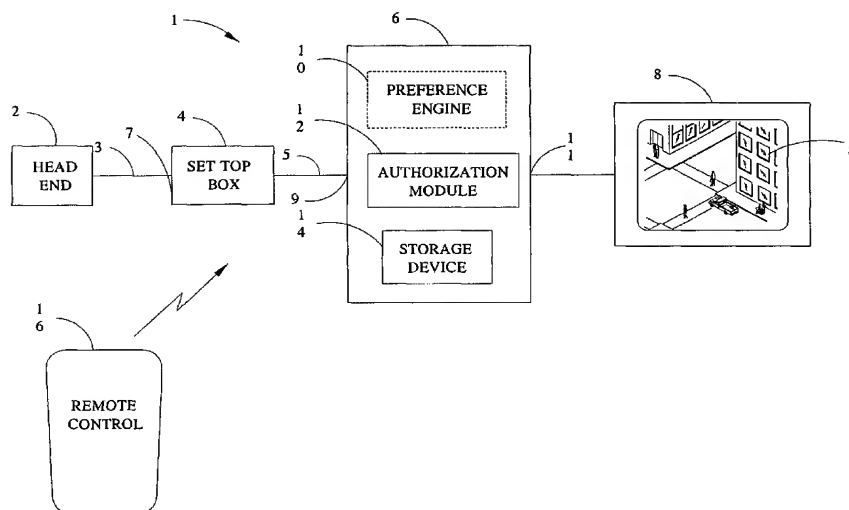 1
6
8
1
0
PREFERENCE
ENGINE
2
4
1
2
1
1
7
3
HEAD
END
SET TOP
BOX
5
AUTHORIZATION
MODULE
9
1
4
STORAGE
DEVICE
1
6
REMOTE
CONTROL